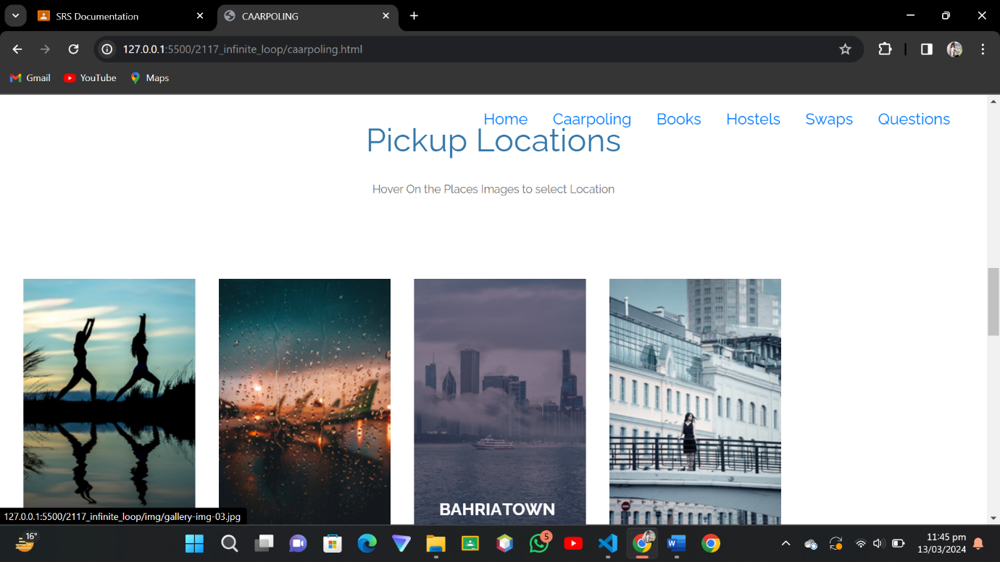 SRS Documentation
CAARPOLING
127.0.0.1:5500/2117_infinite_loop/caarpoling.html
Gmail YouTube Maps
Home Caarpoling Books Hostels Swaps Questions
Pickup Locations
Hover On the Places Images to select Location
BAHRIATOWN
127.0.0.1:5500/2117_infinite_loop/img/gallery-img-03.jpg
16°
5
11:45 pm
13/03/2024